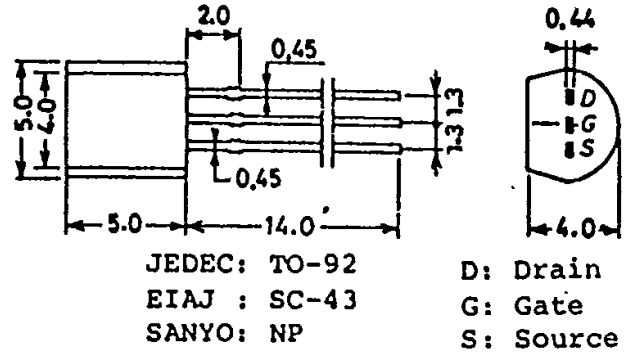 2.0
0.44
0.45
5.0
4.0
1.3
1.3
D
G
S
0.45
5.0
14.0
4.0
JEDEC: TO-92
EIAJ : SC-43
SANYO: NP
D: Drain
G: Gate
S: Source